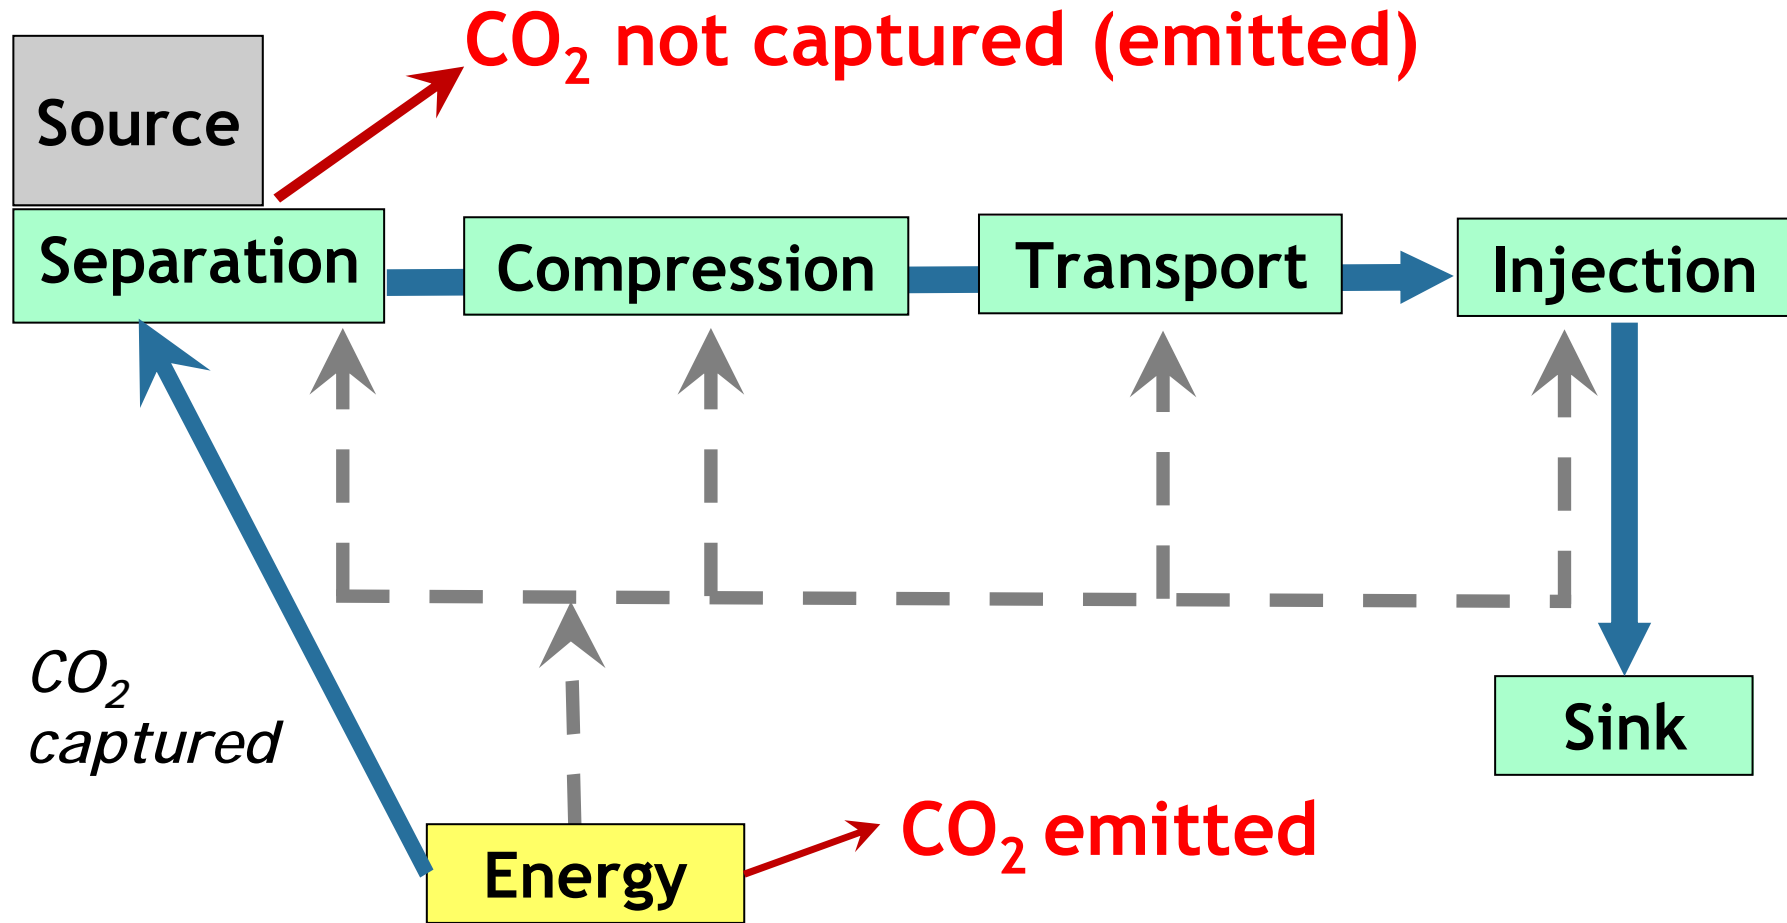 CO₂ not captured (emitted)
Source
Separation
Compression
Transport
Injection
CO₂
captured
Sink
CO₂ emitted
Energy